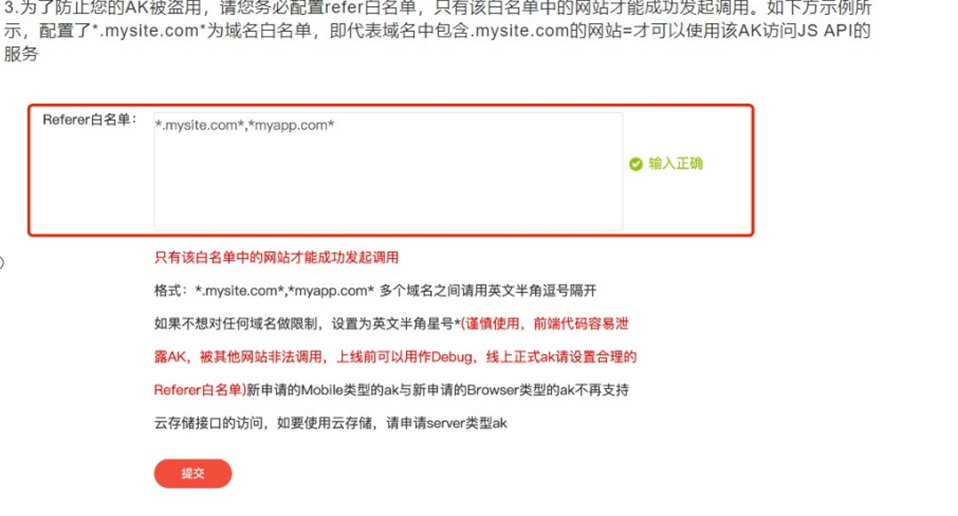 3.为了防止您的AK被盗用，请您务必配置refer白名单，只有该白名单中的网站才能成功发起调用。如下方示例所
示，配置了*.mysite.com*为域名白名单，即代表域名中包含.mysite.com的网站=才可以使用该AK访问JS API的
服务
Referer白名单：
*.mysite.com*,*myapp.com*
输入正确
只有该白名单中的网站才能成功发起调用
格式：*.mysite.com*,*myapp.com* 多个域名之间请用英文半角逗号隔开
如果不想对任何域名做限制，设置为英文半角星号*(谨慎使用，前端代码容易泄
露AK，被其他网站非法调用，上线前可以用作Debug，线上正式ak请设置合理的
Referer白名单)新申请的Mobile类型的ak与新申请的Browser类型的ak不再支持
云存储接口的访问，如要使用云存储，请申请server类型ak
提交